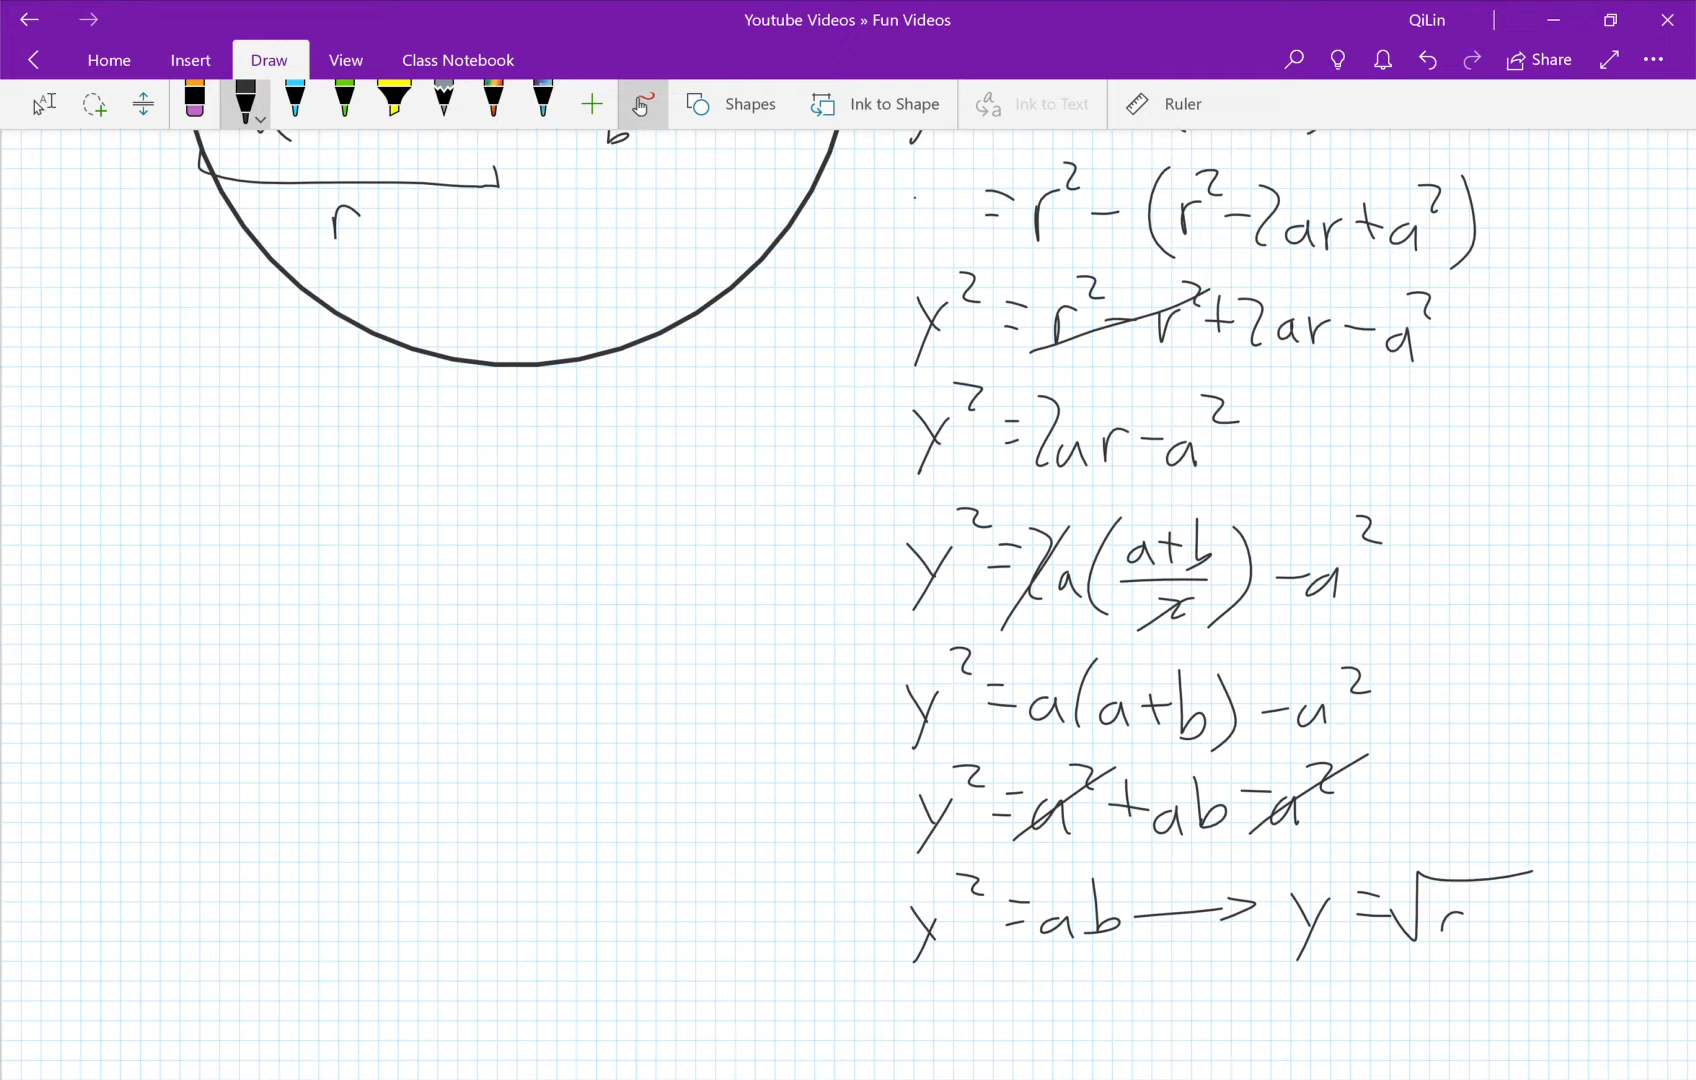 Youtube Videos » Fun Videos
QiLin
Home Insert Draw View Class Notebook
Share
Shapes
Ink to Shape
Ink to Text
Ruler
b
r
= r² - (r² - 2ar + a²)
y² = r² - r² + 2ar - a²
y² = 2ar - a²
y² = 2a((a+b)/2) - a²
y² = a(a+b) - a²
y² = a² + ab - a²
y² = ab → y = √